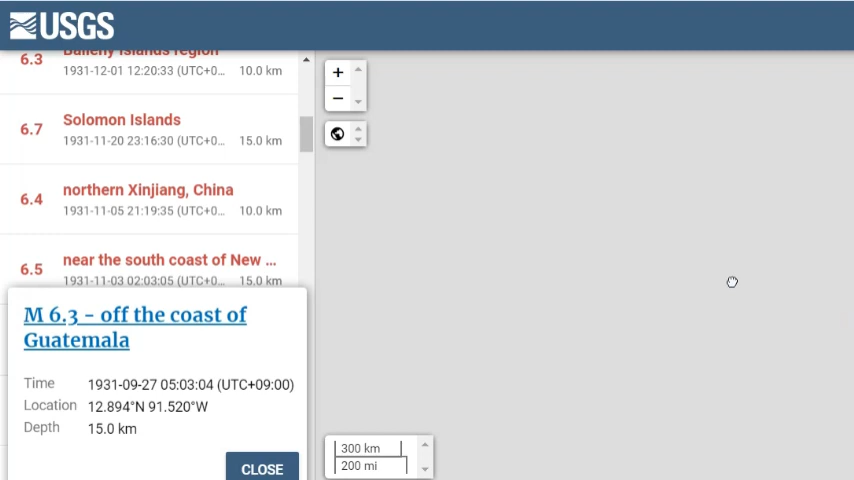 USGS
6.3 Balleny Islands region
1931-12-01 12:20:33 (UTC+0... 10.0 km
6.7 Solomon Islands
1931-11-20 23:16:30 (UTC+0... 15.0 km
6.4 northern Xinjiang, China
1931-11-05 21:19:35 (UTC+0... 10.0 km
6.5 near the south coast of New ...
1931-11-03 02:03:05 (UTC+0... 15.0 km
M 6.3 - off the coast of
Guatemala
Time 1931-09-27 05:03:04 (UTC+09:00)
Location 12.894°N 91.520°W
Depth 15.0 km
CLOSE
+
−
300 km
200 mi